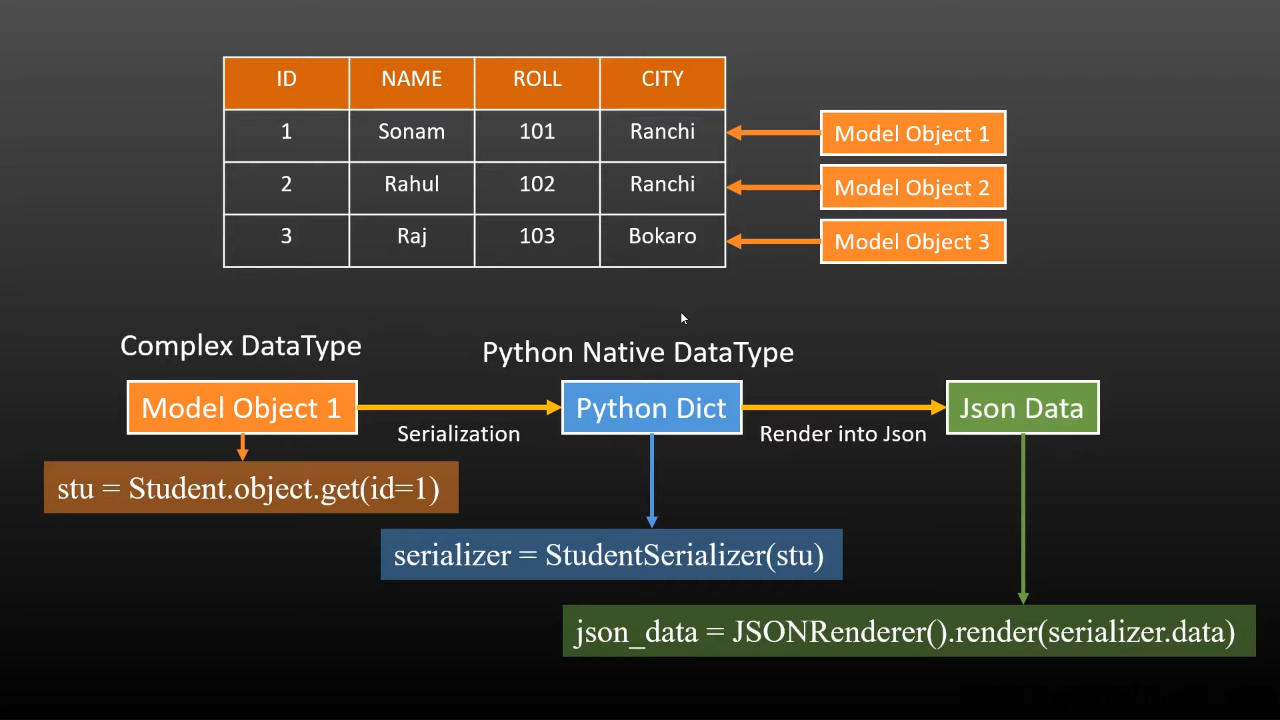 ID NAME ROLL CITY
1 Sonam 101 Ranchi
2 Rahul 102 Ranchi
3 Raj 103 Bokaro
Model Object 1
Model Object 2
Model Object 3
Complex DataType
Python Native DataType
Model Object 1
Serialization
Python Dict
Render into Json
Json Data
stu = Student.object.get(id=1)
serializer = StudentSerializer(stu)
json_data = JSONRenderer().render(serializer.data)